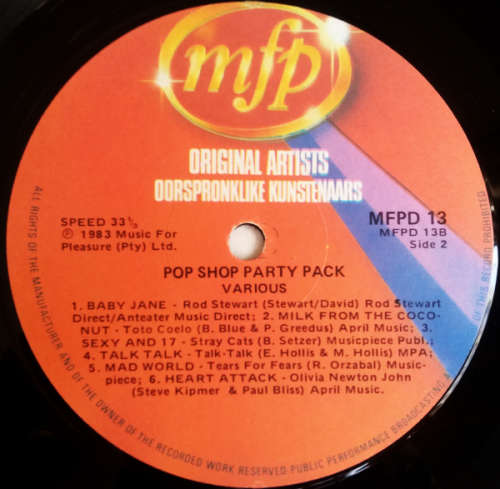 mfp
ORIGINAL ARTISTS
OORSPRONKLIKE KUNSTENAARS
SPEED 33⅓
℗ 1983 Music For
Pleasure (Pty) Ltd.
MFPD 13
MFPD 13B
Side 2
POP SHOP PARTY PACK
VARIOUS
1. BABY JANE - Rod Stewart (Stewart/David) Rod Stewart
Direct/Anteater Music Direct; 2. MILK FROM THE COCO-
NUT - Toto Coelo (B. Blue & P. Greedus) April Music; 3.
SEXY AND 17 - Stray Cats (B. Setzer) Musicpiece Publ.;
4. TALK TALK - Talk-Talk (E. Hollis & M. Hollis) MPA;
5. MAD WORLD - Tears For Fears (R. Orzabal) Music-
piece; 6. HEART ATTACK - Olivia Newton John
(Steve Kipmer & Paul Bliss) April Music.
ALL RIGHTS OF THE MANUFACTURER AND OF THE OWNER OF THE RECORDED WORK RESERVED PUBLIC PERFORMANCE BROADCASTING OF THIS RECORD PROHIBITED